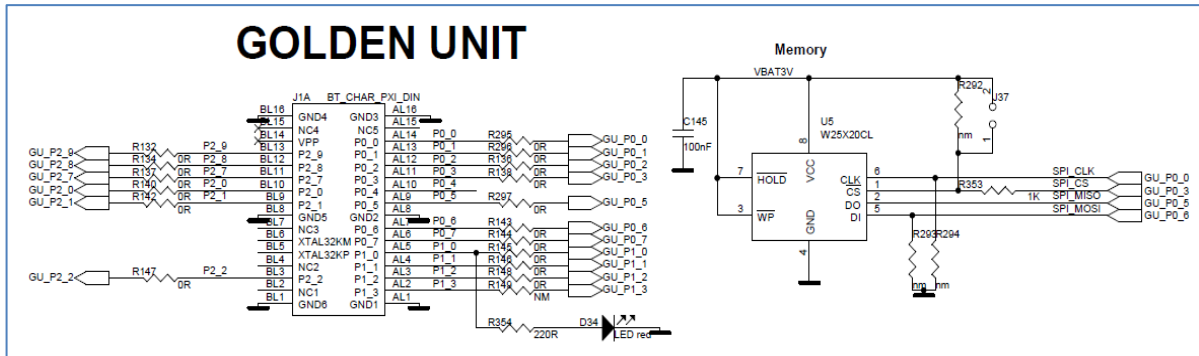 GOLDEN UNIT
Memory
VBAT3V
J1A
BT_CHAR_PXI_DIN
BL16 GND4 GND3 AL16
BL15 NC4 NC5 AL15
BL14 VPP P0_0 AL14 P0_0 R295 GU_P0_0
GU_P2_9 R132 0R P2_9 BL13 P2_9 P0_1 AL13 P0_1 R296 0R GU_P0_1
GU_P2_8 R134 0R P2_8 BL12 P2_8 P0_2 AL12 P0_2 R136 0R GU_P0_2
GU_P2_7 R137 0R P2_7 BL11 P2_7 P0_3 AL11 P0_3 R138 0R GU_P0_3
GU_P2_0 R140 0R P2_0 BL10 P2_0 P0_4 AL10 P0_4
GU_P2_1 R142 0R P2_1 BL9 P2_1 P0_5 AL9 P0_5 R297 0R GU_P0_5
BL8 GND5 GND2 AL8
BL7 NC3 P0_6 AL7 P0_6 R143 GU_P0_6
BL6 XTAL32KM P0_7 AL6 P0_7 R144 0R GU_P0_7
BL5 XTAL32KP P1_0 AL5 P1_0 R145 0R GU_P1_0
BL4 NC2 P1_1 AL4 P1_1 R146 0R GU_P1_1
GU_P2_2 R147 0R P2_2 BL3 P2_2 P1_2 AL3 P1_2 R148 0R GU_P1_2
BL2 NC1 P1_3 AL2 P1_3 R149 NM GU_P1_3
BL1 GND6 GND1 AL1
R354 220R D34 LED red
C145
100nF
U5
W25X20CL
R292
nm
J37
2
1
8
VCC
7 HOLD
3 WP
GND
4
CLK 6 SPI_CLK GU_P0_0
CS 1 R353 1K SPI_CS GU_P0_3
DO 2 SPI_MISO GU_P0_5
DI 5 SPI_MOSI GU_P0_6
R293 R294
nm nm